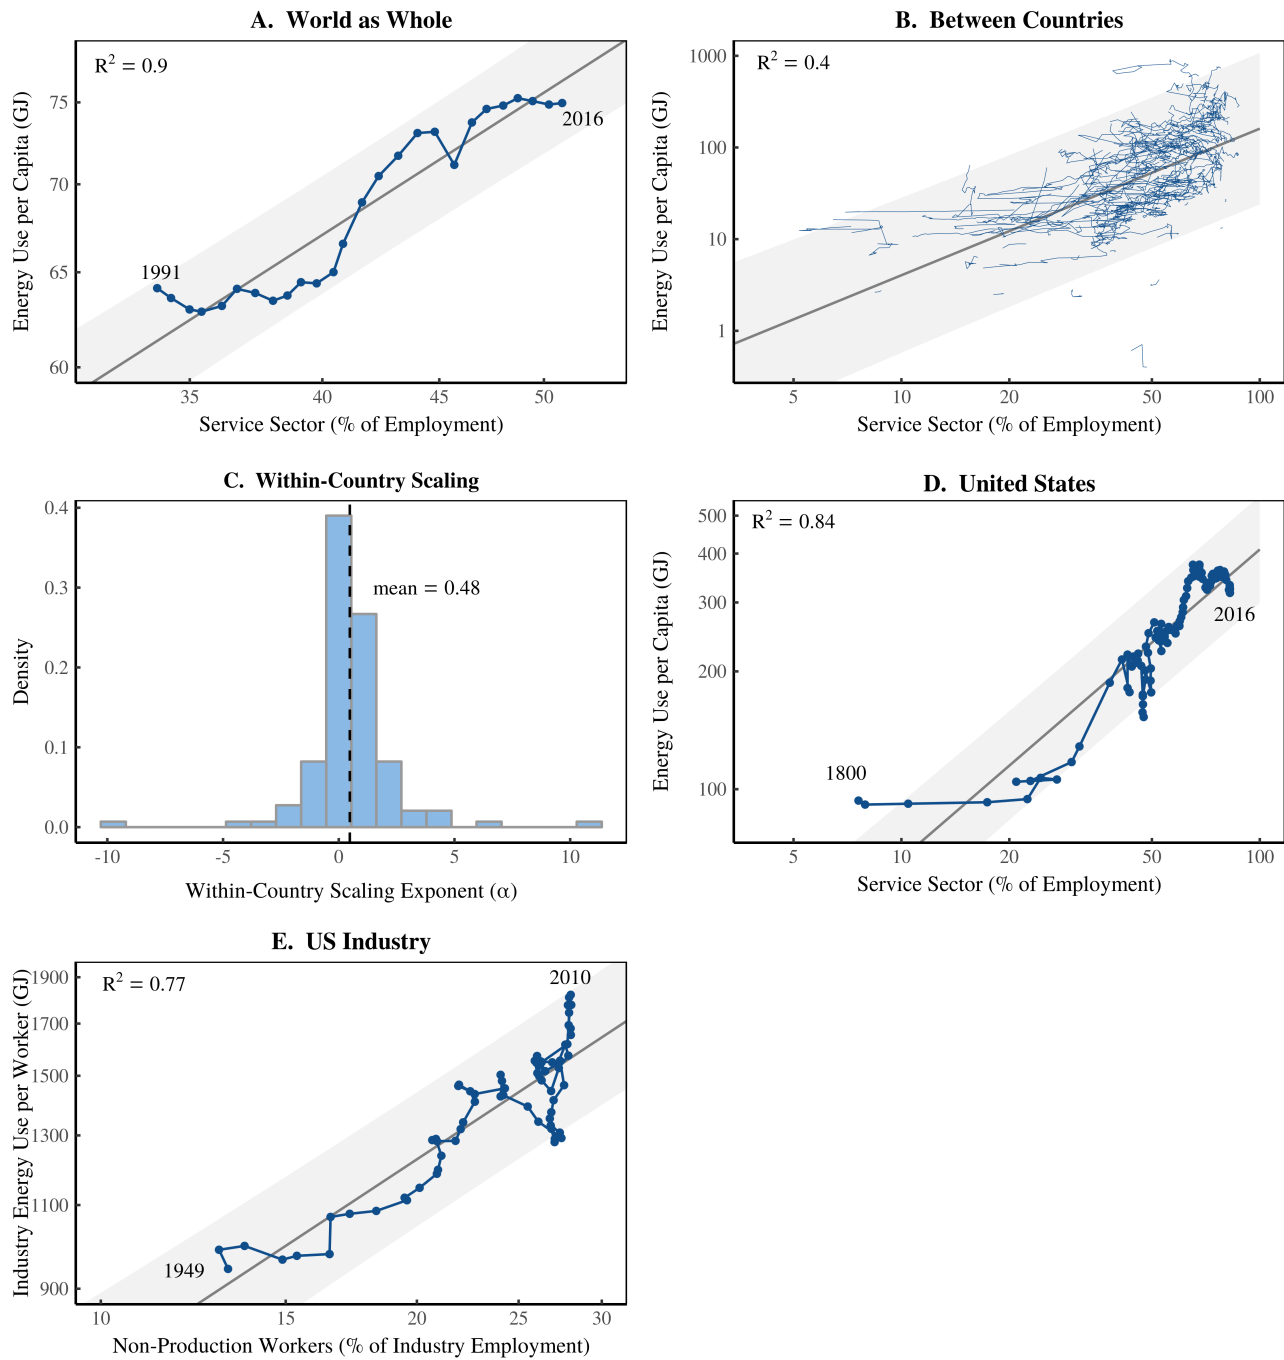 A. World as Whole
R² = 0.9
1991
2016
75
70
65
60
35 40 45 50
Energy Use per Capita (GJ)
Service Sector (% of Employment)
B. Between Countries
R² = 0.4
1000
100
10
1
5 10 20 50 100
Energy Use per Capita (GJ)
Service Sector (% of Employment)
C. Within-Country Scaling
mean = 0.48
0.4
0.3
0.2
0.1
0.0
-10 -5 0 5 10
Density
Within-Country Scaling Exponent (α)
D. United States
R² = 0.84
1800
2016
500
400
300
200
100
5 10 20 50 100
Energy Use per Capita (GJ)
Service Sector (% of Employment)
E. US Industry
R² = 0.77
2010
1949
1900
1700
1500
1300
1100
900
10 15 20 25 30
Industry Energy Use per Worker (GJ)
Non-Production Workers (% of Industry Employment)